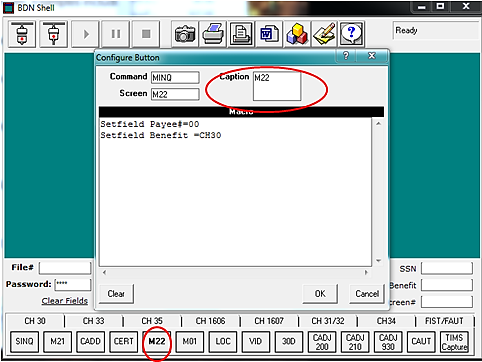 BDN Shell
Ready
Configure Button
Command MINQ
Caption M22
Screen M22
Macro
Setfield Payee#=00
Setfield Benefit =CH30
Clear
OK
Cancel
File#
SSN
Password: ****
Benefit
Clear Fields
reen#
CH 30
CH 33
CH 35
CH 1606
CH 1607
CH 31/32
CH34
FIST/FAUT
SINQ
M21
CADD
CERT
M22
M01
LOC
VID
30D
CADJ 200
CADJ 210
CADJ 930
CAUT
TIMS Capture